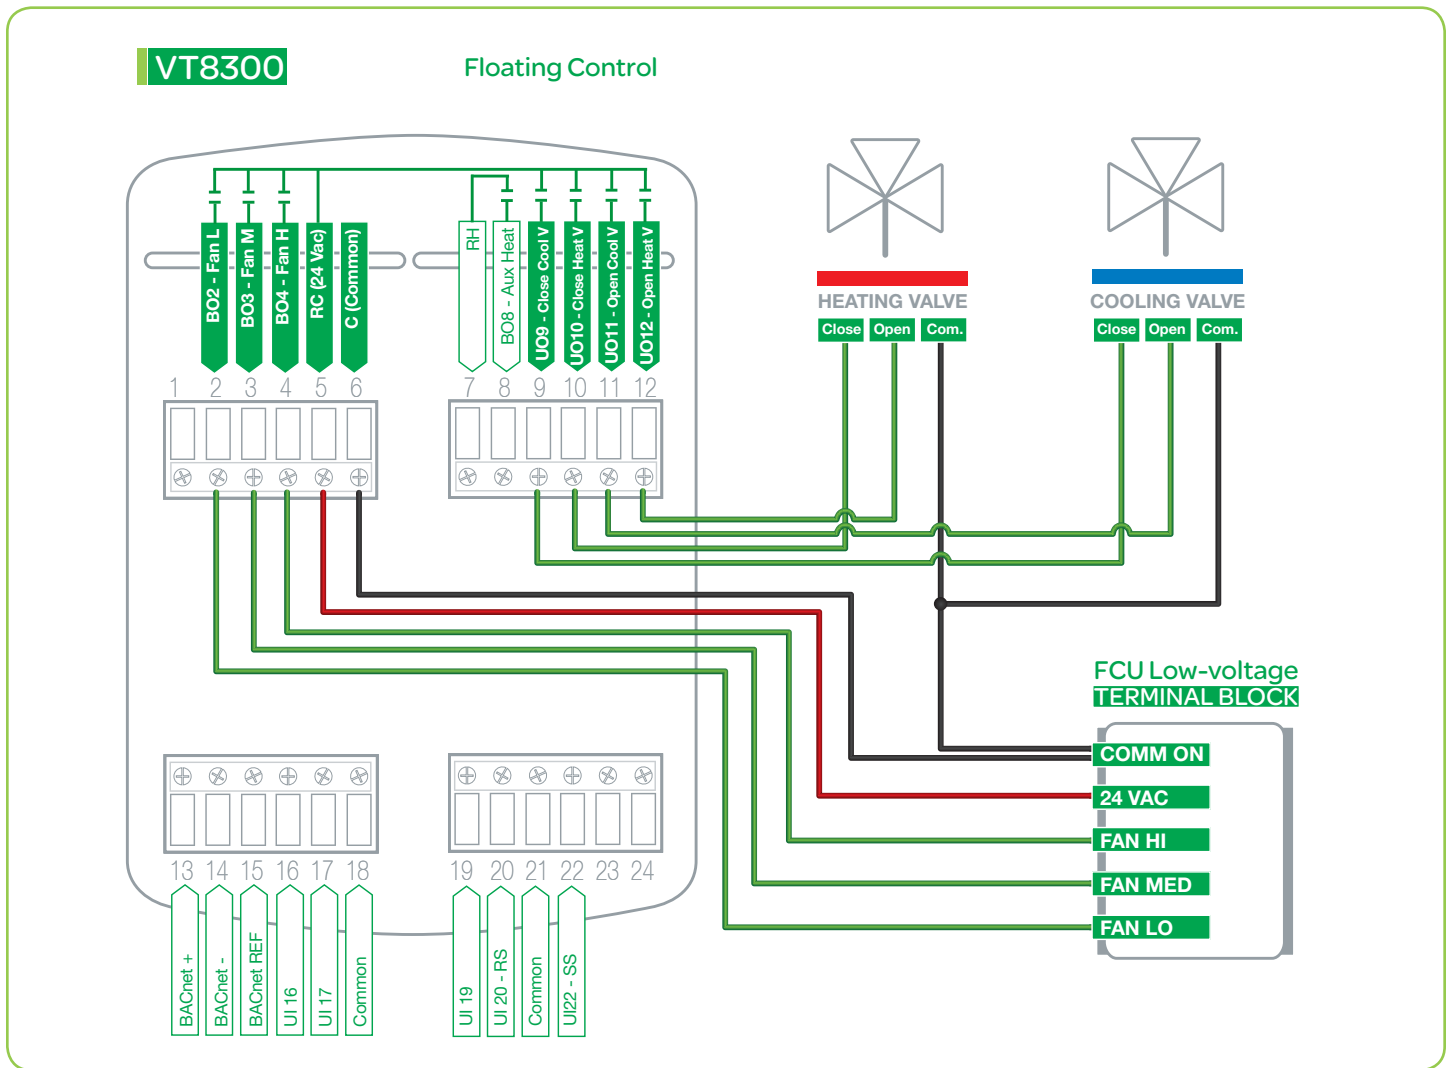 VT8300
Floating Control
BO2 - Fan L
BO3 - Fan M
BO4 - Fan H
RC (24 Vac)
C (Common)
RH
BO8 - Aux Heat
UO9 - Close Cool V
UO10 - Close Heat V
UO11 - Open Cool V
UO12 - Open Heat V
HEATING VALVE
COOLING VALVE
Close Open Com.
Close Open Com.
1 2 3 4 5 6
7 8 9 10 11 12
FCU Low-voltage
TERMINAL BLOCK
COMM ON
24 VAC
FAN HI
FAN MED
FAN LO
13 14 15 16 17 18
19 20 21 22 23 24
BACnet +
BACnet -
BACnet REF
UI 16
UI 17
Common
UI 19
UI 20 - RS
Common
UI22 - SS